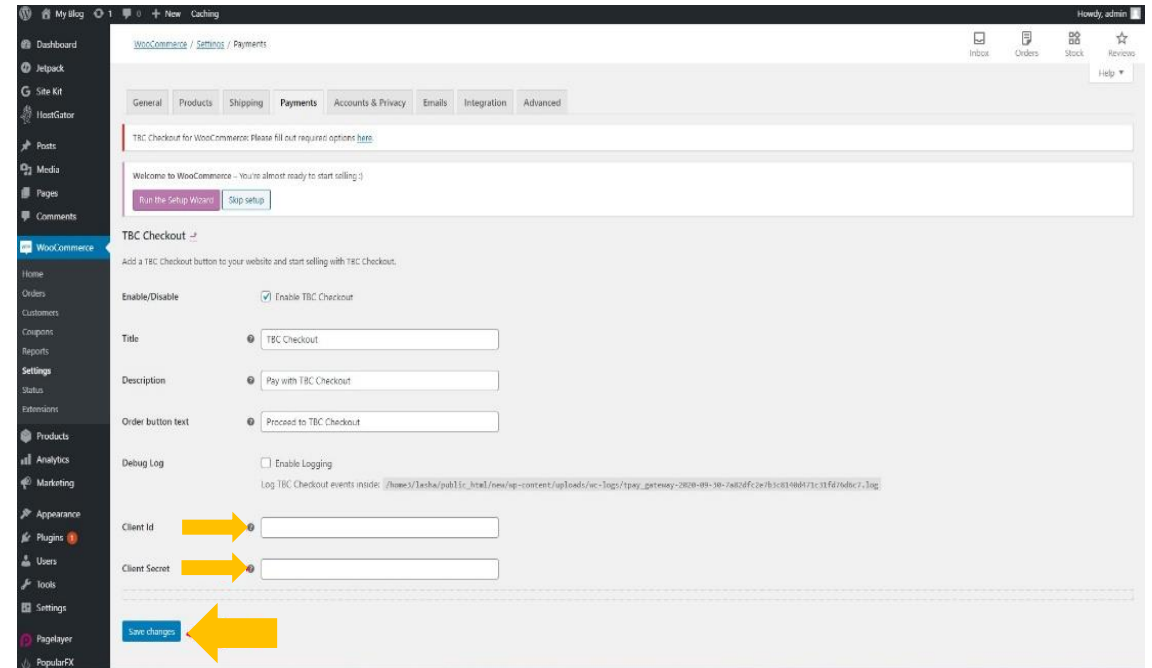 My Blog 1 0 + New Caching Howdy, admin
Dashboard
Jetpack
Site Kit
HostGator
Posts
Media
Pages
Comments
WooCommerce
Home
Orders
Customers
Coupons
Reports
Settings
Status
Extensions
Products
Analytics
Marketing
Appearance
Plugins 1
Users
Tools
Settings
Pagelayer
PopularFX
WooCommerce / Settings / Payments
Inbox Orders Stock Reviews
Help
General Products Shipping Payments Accounts & Privacy Emails Integration Advanced
TBC Checkout for WooCommerce: Please fill out required options here.
Welcome to WooCommerce – You're almost ready to start selling :)
Run the Setup Wizard Skip setup
TBC Checkout
Add a TBC Checkout button to your website and start selling with TBC Checkout.
Enable/Disable Enable TBC Checkout
Title TBC Checkout
Description Pay with TBC Checkout
Order button text Proceed to TBC Checkout
Debug Log Enable Logging
Log TBC Checkout events inside:
Client Id
Client Secret
Save changes